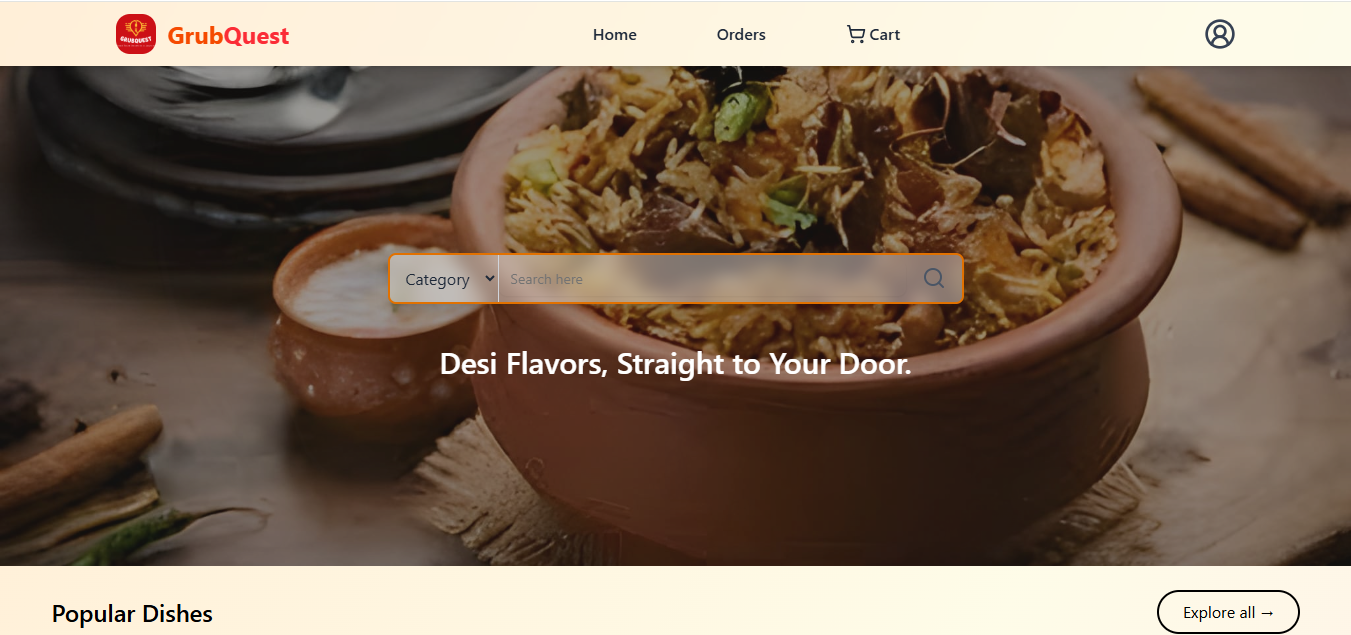 GRUBQUEST
GrubQuest
Home
Orders
Cart
Category
Search here
Desi Flavors, Straight to Your Door.
Popular Dishes
Explore all →